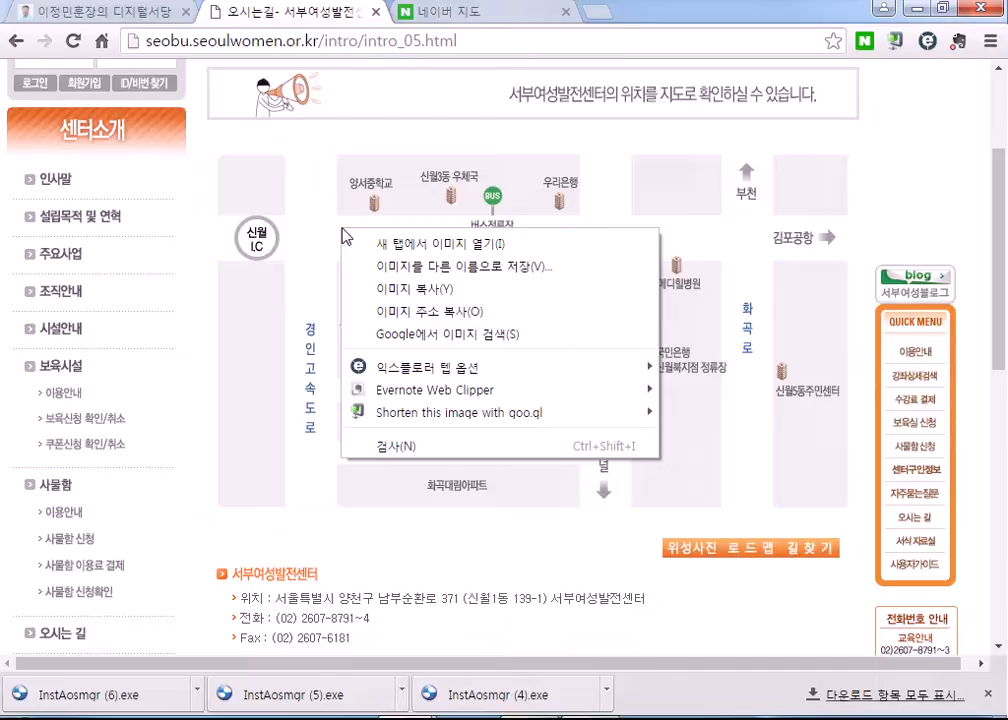 이정민훈장의 디지털서당
오시는길- 서부여성발전센
네이버 지도
seobu.seoulwomen.or.kr/intro/intro_05.html
로그인
회원가입
ID/비번 찾기
서부여성발전센터의 위치를 지도로 확인하실 수 있습니다.
센터소개
인사말
설립목적 및 연혁
주요사업
조직안내
시설안내
보육시설
> 이용안내
> 보육신청 확인/취소
> 쿠폰신청 확인/취소
사물함
> 이용안내
> 사물함 신청
> 사물함 이용료 결제
> 사물함 신청확인
오시는 길
양서중학교
신월3동 우체국
BUS
우리은행
버스정류장
부천
신월
I.C
김포공항
경인고속도로
화곡로
신월5동주민센터
화곡대림아파트
널
새 탭에서 이미지 열기(I)
이미지를 다른 이름으로 저장(V)...
이미지 복사(Y)
이미지 주소 복사(O)
Google에서 이미지 검색(S)
익스플로러 탭 옵션
Evernote Web Clipper
Shorten this image with goo.gl
검사(N) Ctrl+Shift+I
위성사진 로드맵 길찾기
서부여성발전센터
> 위치 : 서울특별시 양천구 남부순환로 371 (신월1동 139-1) 서부여성발전센터
> 전화 : (02) 2607-8791~4
> Fax : (02) 2607-6181
blog >
서부여성블로그
QUICK MENU
이용안내
강좌상세검색
수강료 결제
보육실 신청
사물함 신청
센터구인정보
자주묻는질문
오시는 길
서식 자료실
사용자가이드
전화번호 안내
교육안내
02)2607-8791~3
InstAosmgr (6).exe
InstAosmgr (5).exe
InstAosmgr (4).exe
다운로드 항목 모두 표시...